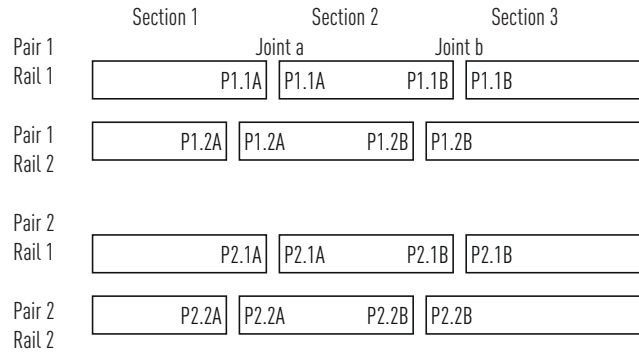 Section 1 Section 2 Section 3
Pair 1 Joint a Joint b
Rail 1 P1.1A P1.1A P1.1B P1.1B
Pair 1 P1.2A P1.2A P1.2B P1.2B
Rail 2
Pair 2
Rail 1 P2.1A P2.1A P2.1B P2.1B
Pair 2 P2.2A P2.2A P2.2B P2.2B
Rail 2